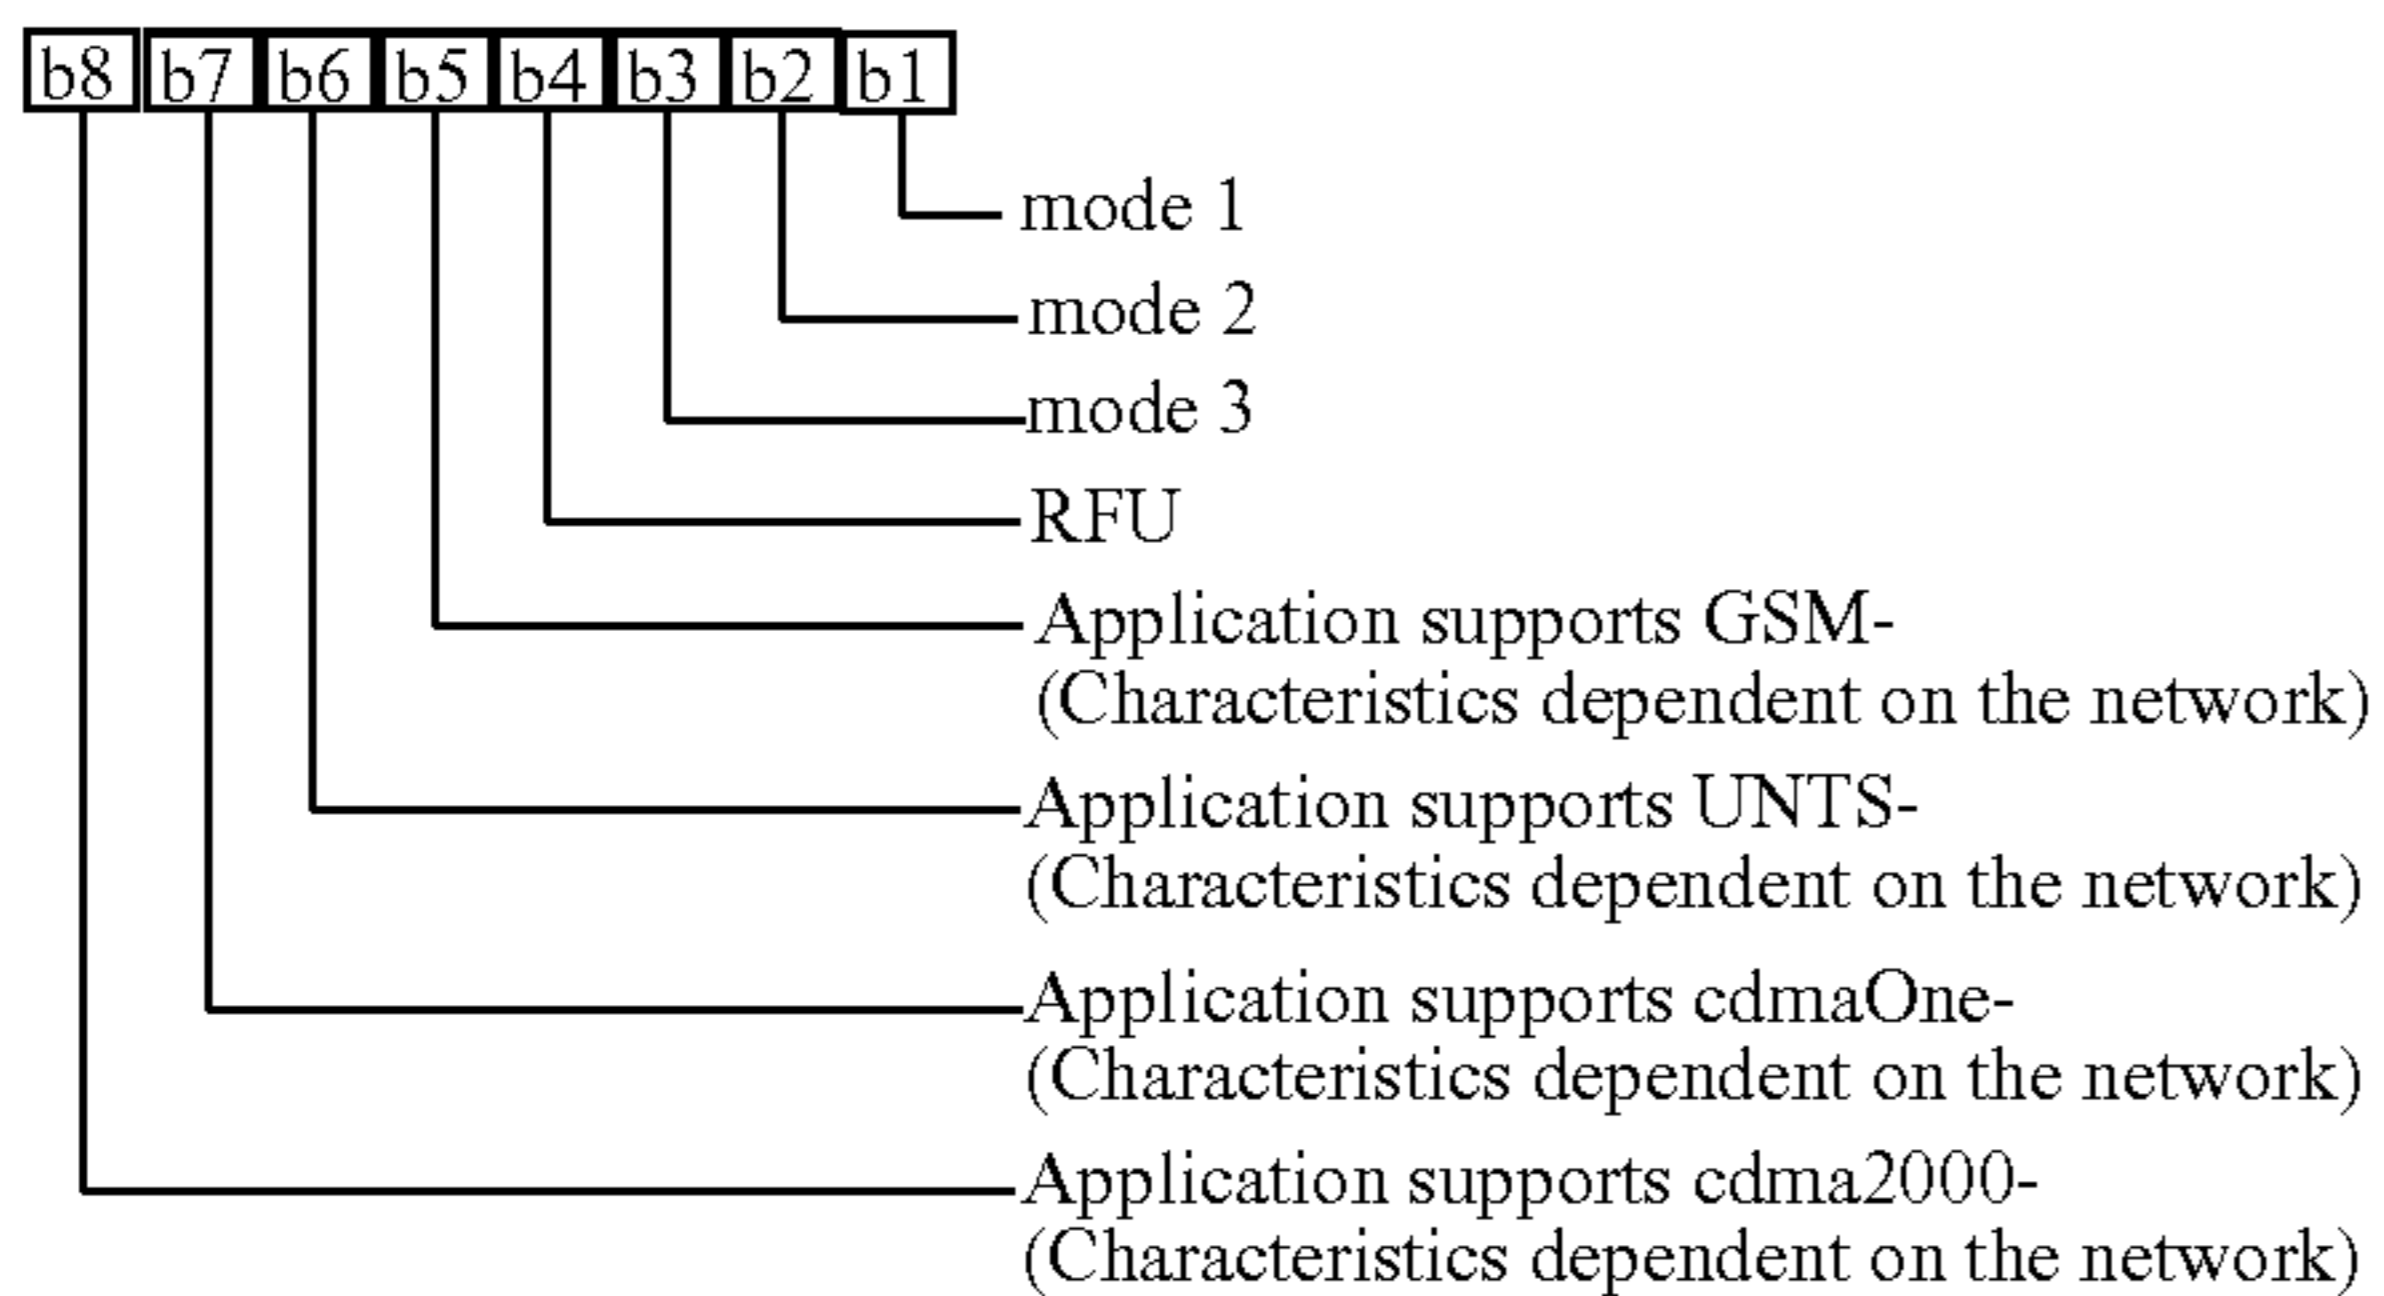 b8 b7 b6 b5 b4 b3 b2 b1
mode 1
mode 2
mode 3
RFU
Application supports GSM-
(Characteristics dependent on the network)
Application supports UNTS-
(Characteristics dependent on the network)
Application supports cdmaOne-
(Characteristics dependent on the network)
Application supports cdma2000-
(Characteristics dependent on the network)